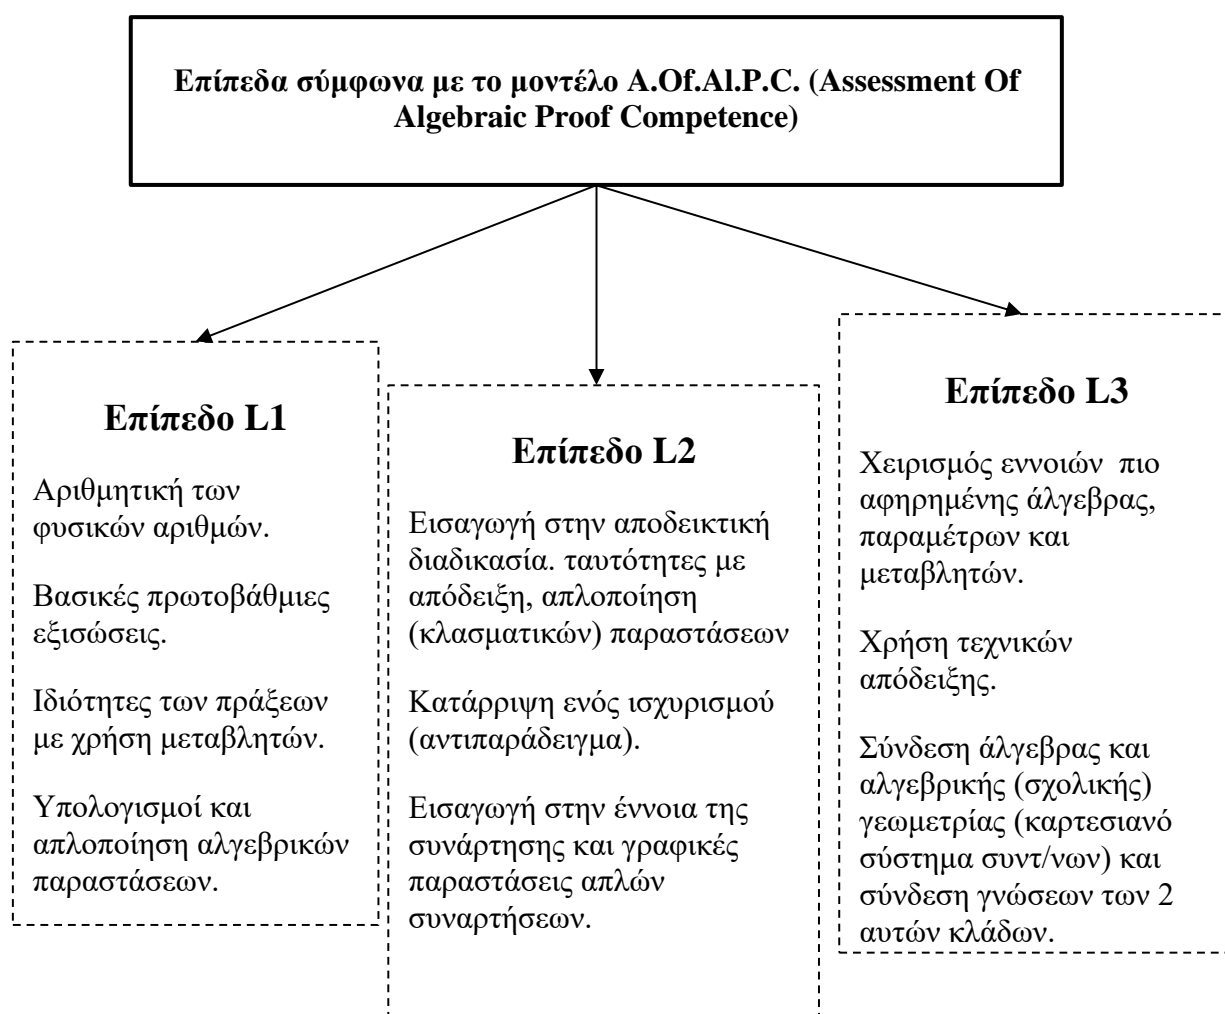 Επίπεδα σύμφωνα με το μοντέλο A.Of.Al.P.C. (Assessment Of
Algebraic Proof Competence)
Επίπεδο L1
Αριθμητική των
φυσικών αριθμών.
Βασικές πρωτοβάθμιες
εξισώσεις.
Ιδιότητες των πράξεων
με χρήση μεταβλητών.
Υπολογισμοί και
απλοποίηση αλγεβρικών
παραστάσεων.
Επίπεδο L2
Εισαγωγή στην αποδεικτική
διαδικασία. ταυτότητες με
απόδειξη, απλοποίηση
(κλασματικών) παραστάσεων
Κατάρριψη ενός ισχυρισμού
(αντιπαράδειγμα).
Εισαγωγή στην έννοια της
συνάρτησης και γραφικές
παραστάσεις απλών
συναρτήσεων.
Επίπεδο L3
Χειρισμός εννοιών πιο
αφηρημένης άλγεβρας,
παραμέτρων και
μεταβλητών.
Χρήση τεχνικών
απόδειξης.
Σύνδεση άλγεβρας και
αλγεβρικής (σχολικής)
γεωμετρίας (καρτεσιανό
σύστημα συντ/νων) και
σύνδεση γνώσεων των 2
αυτών κλάδων.